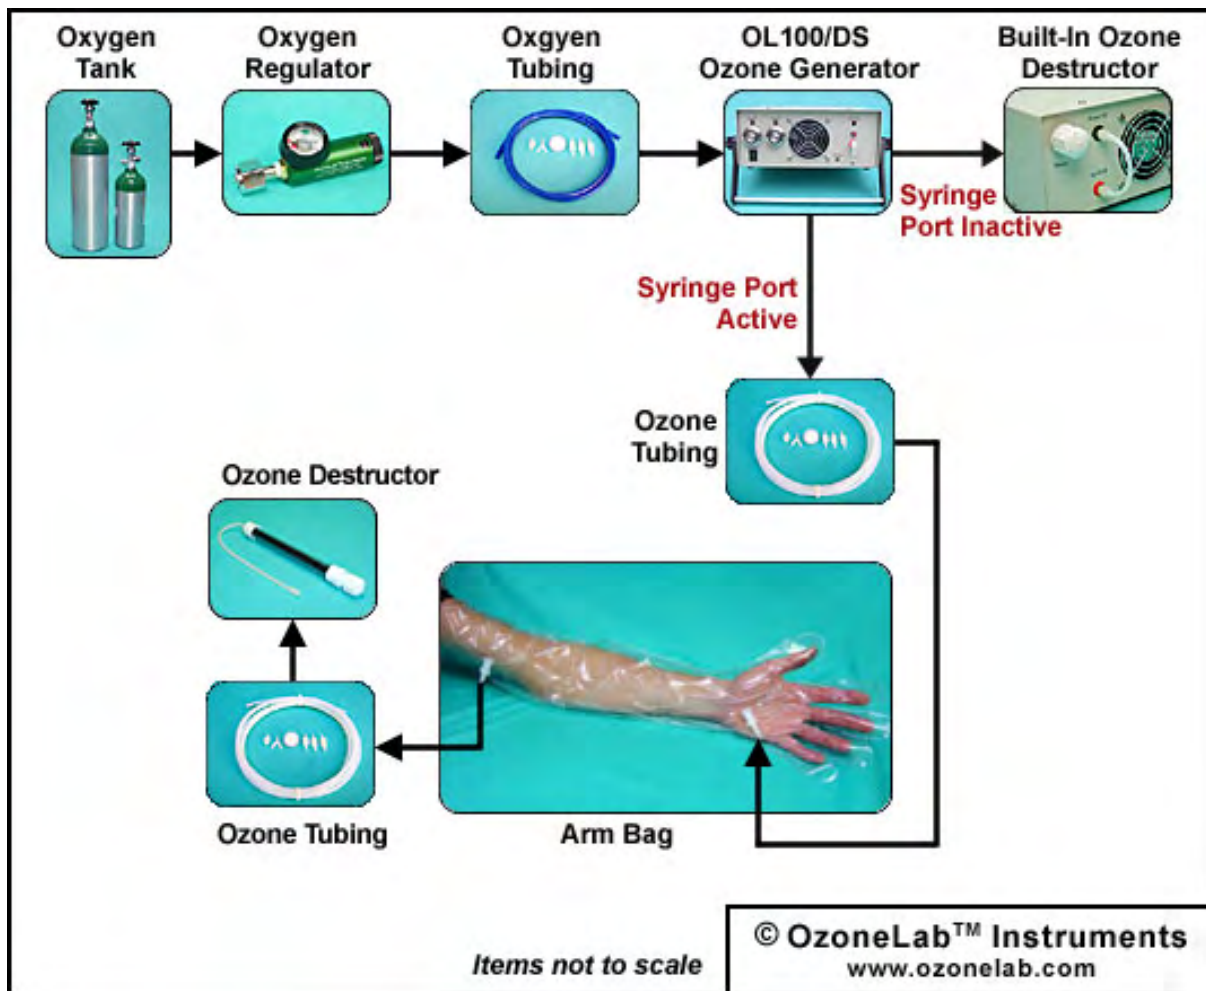 Oxygen
Tank
Oxygen
Regulator
Oxgyen
Tubing
OL100/DS
Ozone Generator
Built-In Ozone
Destructor
Syringe
Port Inactive
Syringe Port
Active
Ozone
Tubing
Ozone Destructor
Ozone Tubing
Arm Bag
Items not to scale
© OzoneLab™ Instruments
www.ozonelab.com